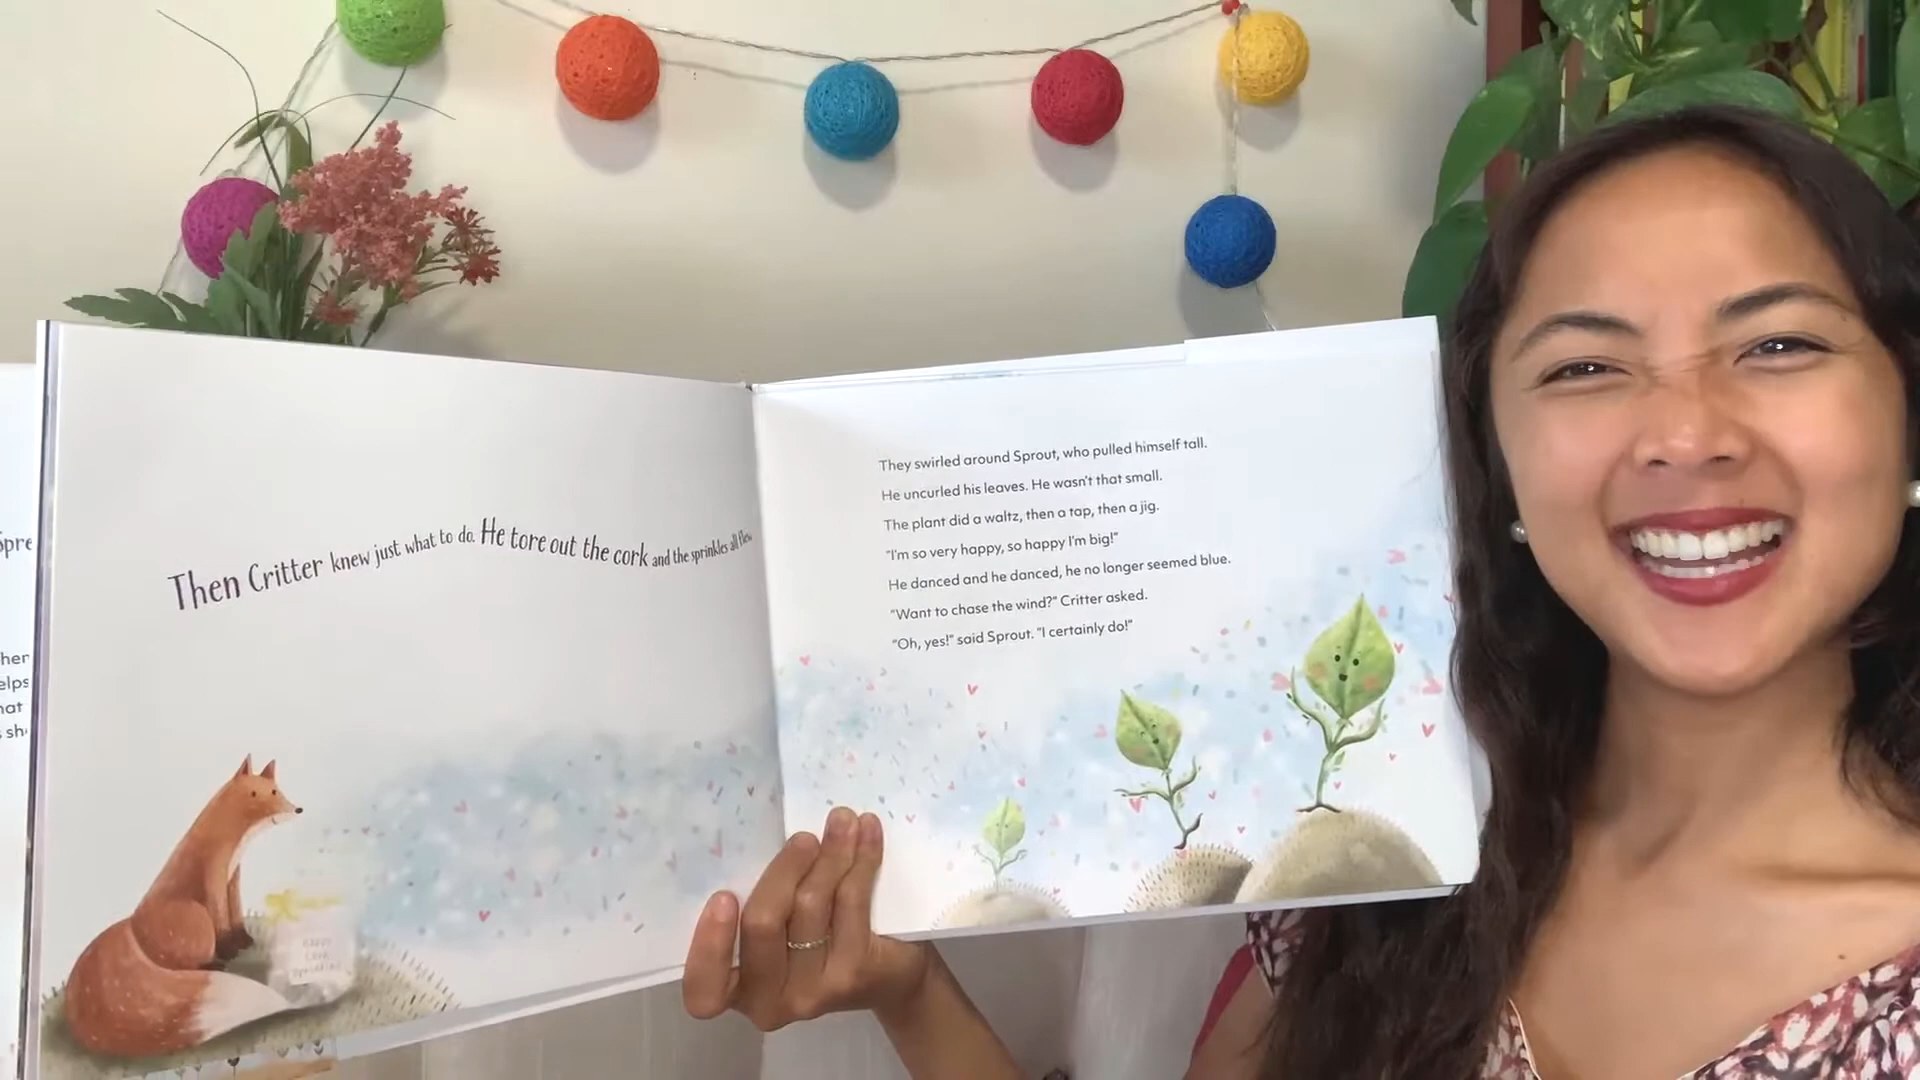 Then Critter knew just what to do. He tore out the cork and the sprinkles all flew
They swirled around Sprout, who pulled himself tall.
He uncurled his leaves. He wasn't that small.
The plant did a waltz, then a tap, then a jig.
"I'm so very happy, so happy I'm big!"
He danced and he danced, he no longer seemed blue.
"Want to chase the wind?" Critter asked.
"Oh, yes!" said Sprout. "I certainly do!"